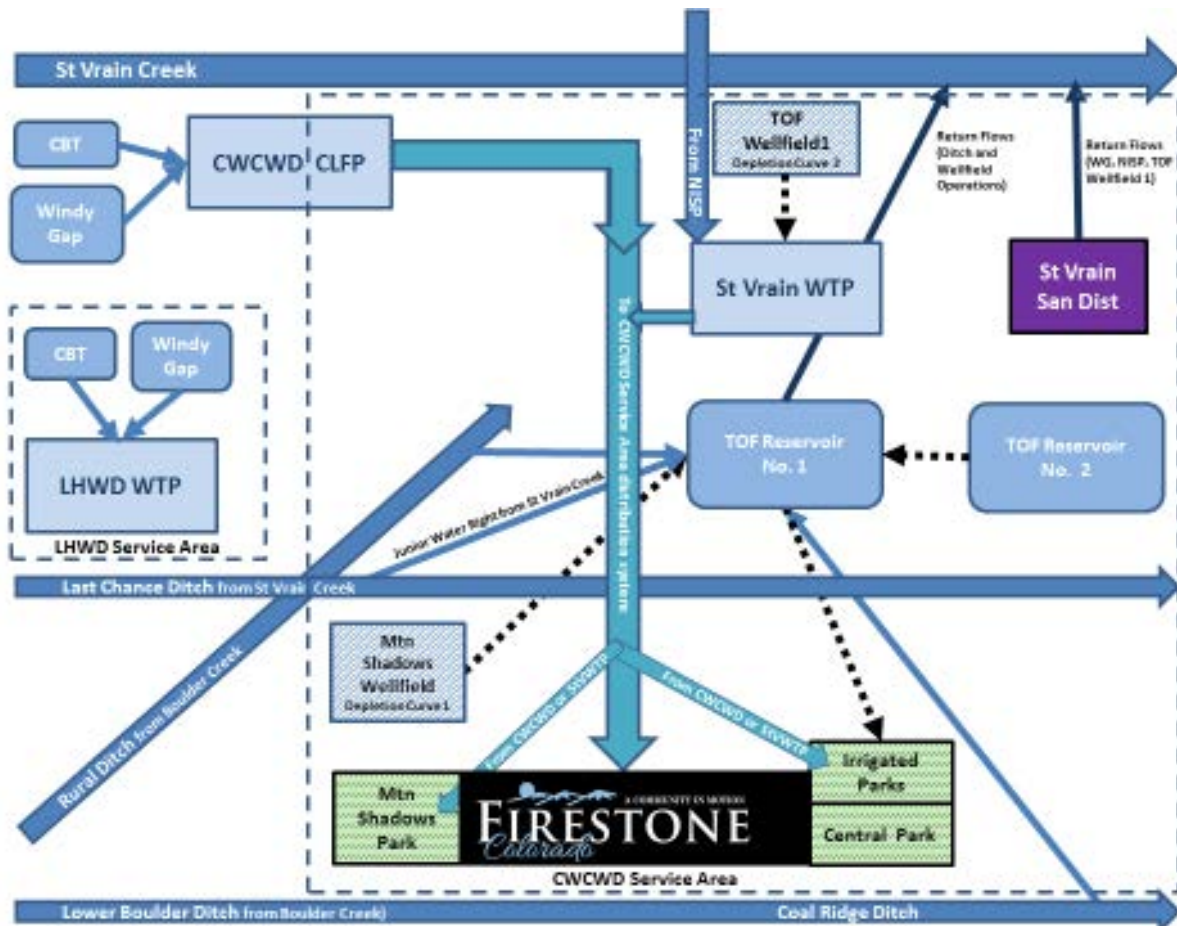 St Vrain Creek
CBT
Windy
Gap
CWCWD CLFP
From NISP
TOF
Wellfield1
Depletion Curve 2
Return Flows
(Ditch and
Wellfield
Operations)
Return Flows
(WG, NISP, TOF
Wellfield 1)
St Vrain WTP
St Vrain
San Dist
CBT
Windy
Gap
LHWD WTP
LHWD Service Area
To CWCWD Service Area distribution system
TOF Reservoir
No. 1
TOF Reservoir
No. 2
Junior Water Right from St Vrain Creek
Last Chance Ditch from St Vrain Creek
Rural Ditch from Boulder Creek
Mtn
Shadows
Wellfield
Depletion Curve 1
From CWCWD or StVWTP
From CWCWD or StVWTP
Mtn
Shadows
Park
A COMMUNITY IN MOTION
FIRESTONE
Colorado
Irrigated
Parks
Central Park
CWCWD Service Area
Lower Boulder Ditch from Boulder Creek)
Coal Ridge Ditch